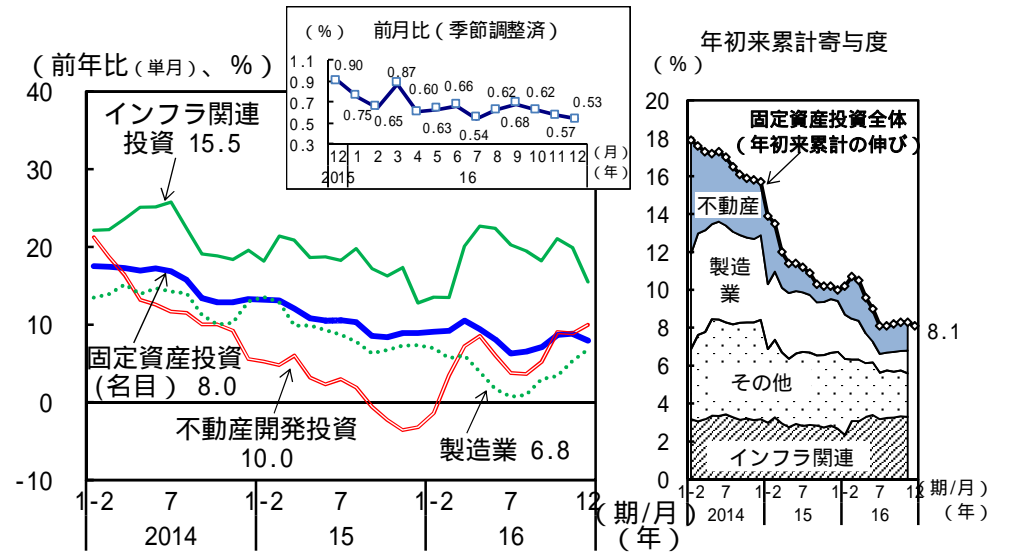 （前年比（単月）、％）
40
30
20
10
0
-10
インフラ関連
投資 15.5
固定資産投資
(名目） 8.0
不動産開発投資
10.0
製造業 6.8
1-2 7 1-2 7 1-2 7 12
2014 15 16
（期/月）
（年）
（％） 前月比（季節調整済）
1.1
0.9
0.7
0.5
0.3
0.90
0.75
0.65
0.87
0.60
0.63
0.66
0.54
0.62
0.68
0.62
0.57
0.53
12 1 2 3 4 5 6 7 8 9 10 11 12 （月）
2015 16 （年）
年初来累計寄与度
（％）
20
18
16
14
12
10
8
6
4
2
0
固定資産投資全体
（年初来累計の伸び）
不動産
製造
業
その他
インフラ関連
8.1
1-2 7 1-2 7 1-2 7 12 （期/月）
2014 15 16 （年）